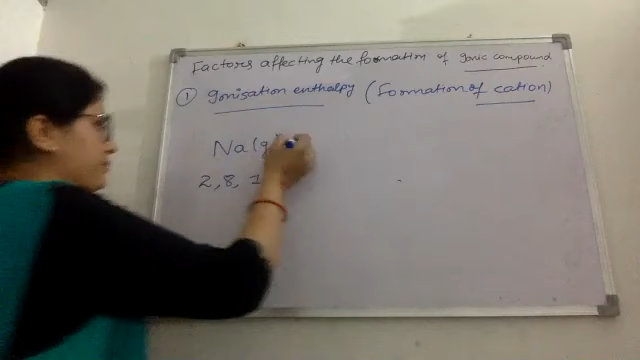 Factors affecting the formation of Ionic compound
① Ionisation enthalpy (Formation of cation)
Na(g
2,8,1